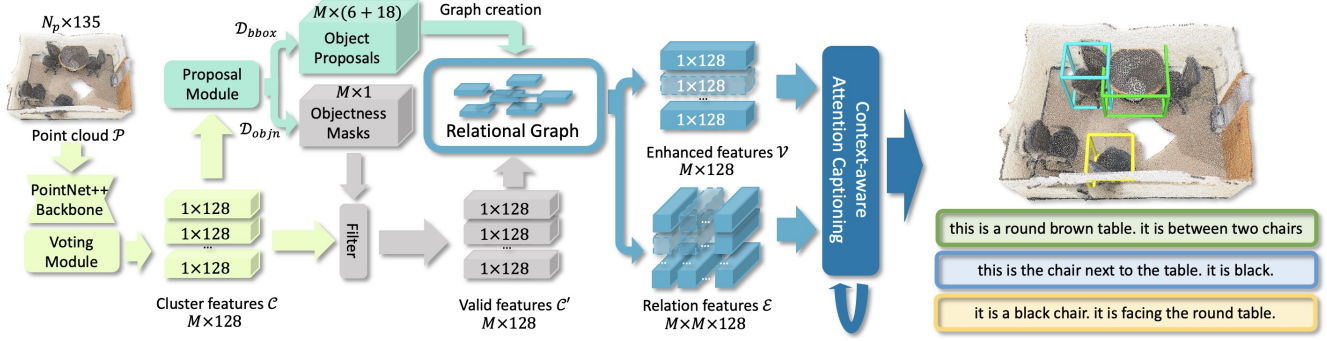 N_p×135
Point cloud 𝒫
PointNet++
Backbone
Voting
Module
Proposal
Module
𝒟_bbox
𝒟_objn
M×(6 + 18)
Object
Proposals
M×1
Objectness
Masks
Graph creation
1×128
1×128
...
1×128
Cluster features 𝒞
M×128
Filter
1×128
1×128
...
1×128
Valid features 𝒞′
M×128
Relational Graph
1×128
1×128
...
1×128
Enhanced features 𝒱
M×128
...
...
...
...
Relation features ℰ
M×M×128
Context-aware
Attention Captioning
this is a round brown table. it is between two chairs
this is the chair next to the table. it is black.
it is a black chair. it is facing the round table.